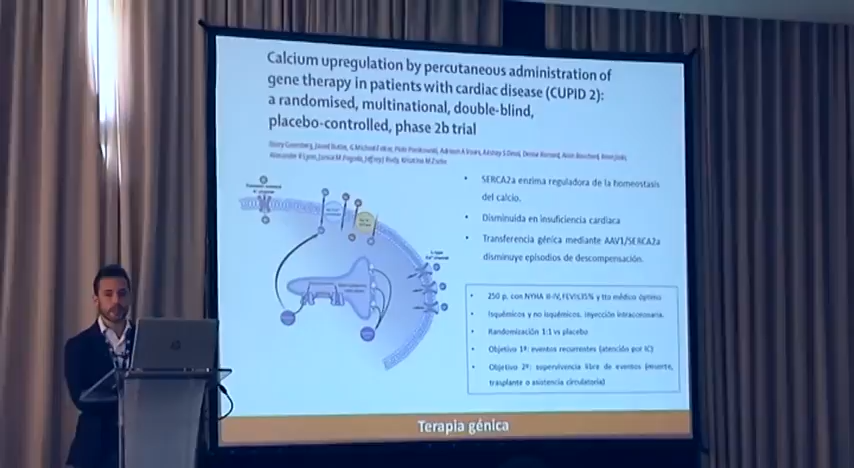 Calcium upregulation by percutaneous administration of
gene therapy in patients with cardiac disease (CUPID 2):
a randomised, multinational, double-blind,
placebo-controlled, phase 2b trial
• SERCA2a enzima reguladora de la homeostasis
del calcio.
• Disminuida en insuficiencia cardiaca
• Transferencia génica mediante AAV1/SERCA2a
disminuye episodios de descompensación.
• 250 p. con NYHA II-IV, FEVI≤35% y tto médico óptimo
• Isquémicos y no isquémicos. Inyección intracoronaria.
• Randomización 1:1 vs placebo
• Objetivo 1º: eventos recurrentes (atención por IC)
• Objetivo 2º: supervivencia libre de eventos (muerte,
trasplante o asistencia circulatoria)
Terapia génica